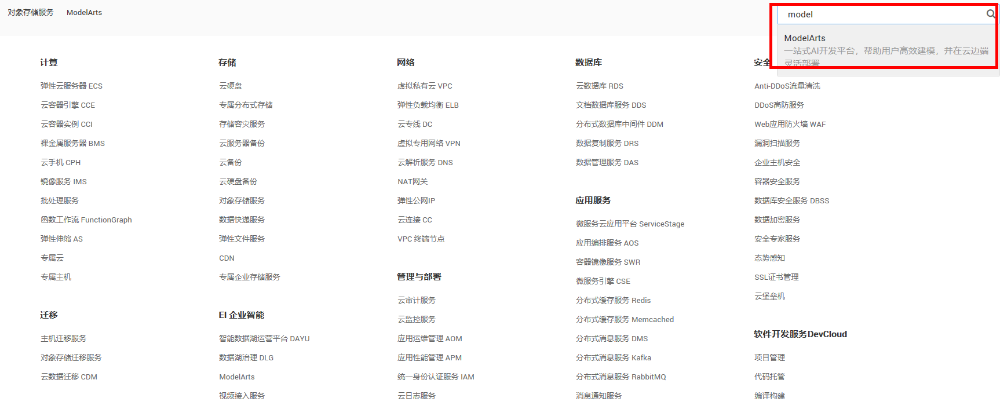 对象存储服务 ModelArts
model
ModelArts
一站式AI开发平台，帮助用户高效建模，并在云边端
灵活部署
计算
弹性云服务器 ECS
云容器引擎 CCE
云容器实例 CCI
裸金属服务器 BMS
云手机 CPH
镜像服务 IMS
批处理服务
函数工作流 FunctionGraph
弹性伸缩 AS
专属云
专属主机
迁移
主机迁移服务
对象存储迁移服务
云数据迁移 CDM
存储
云硬盘
专属分布式存储
存储容灾服务
云服务器备份
云备份
云硬盘备份
对象存储服务
数据快递服务
弹性文件服务
CDN
专属企业存储服务
EI 企业智能
智能数据湖运营平台 DAYU
数据湖治理 DLG
ModelArts
视频接入服务
网络
虚拟私有云 VPC
弹性负载均衡 ELB
云专线 DC
虚拟专用网络 VPN
云解析服务 DNS
NAT网关
弹性公网IP
云连接 CC
VPC 终端节点
管理与部署
云审计服务
云监控服务
应用运维管理 AOM
应用性能管理 APM
统一身份认证服务 IAM
云日志服务
数据库
云数据库 RDS
文档数据库服务 DDS
分布式数据库中间件 DDM
数据复制服务 DRS
数据管理服务 DAS
应用服务
微服务云应用平台 ServiceStage
应用编排服务 AOS
容器镜像服务 SWR
微服务引擎 CSE
分布式缓存服务 Redis
分布式缓存服务 Memcached
分布式消息服务 DMS
分布式消息服务 Kafka
分布式消息服务 RabbitMQ
消息通知服务
安全
Anti-DDoS流量清洗
DDoS高防服务
Web应用防火墙 WAF
漏洞扫描服务
企业主机安全
容器安全服务
数据库安全服务 DBSS
数据加密服务
安全专家服务
态势感知
SSL证书管理
云堡垒机
软件开发服务DevCloud
项目管理
代码托管
编译构建